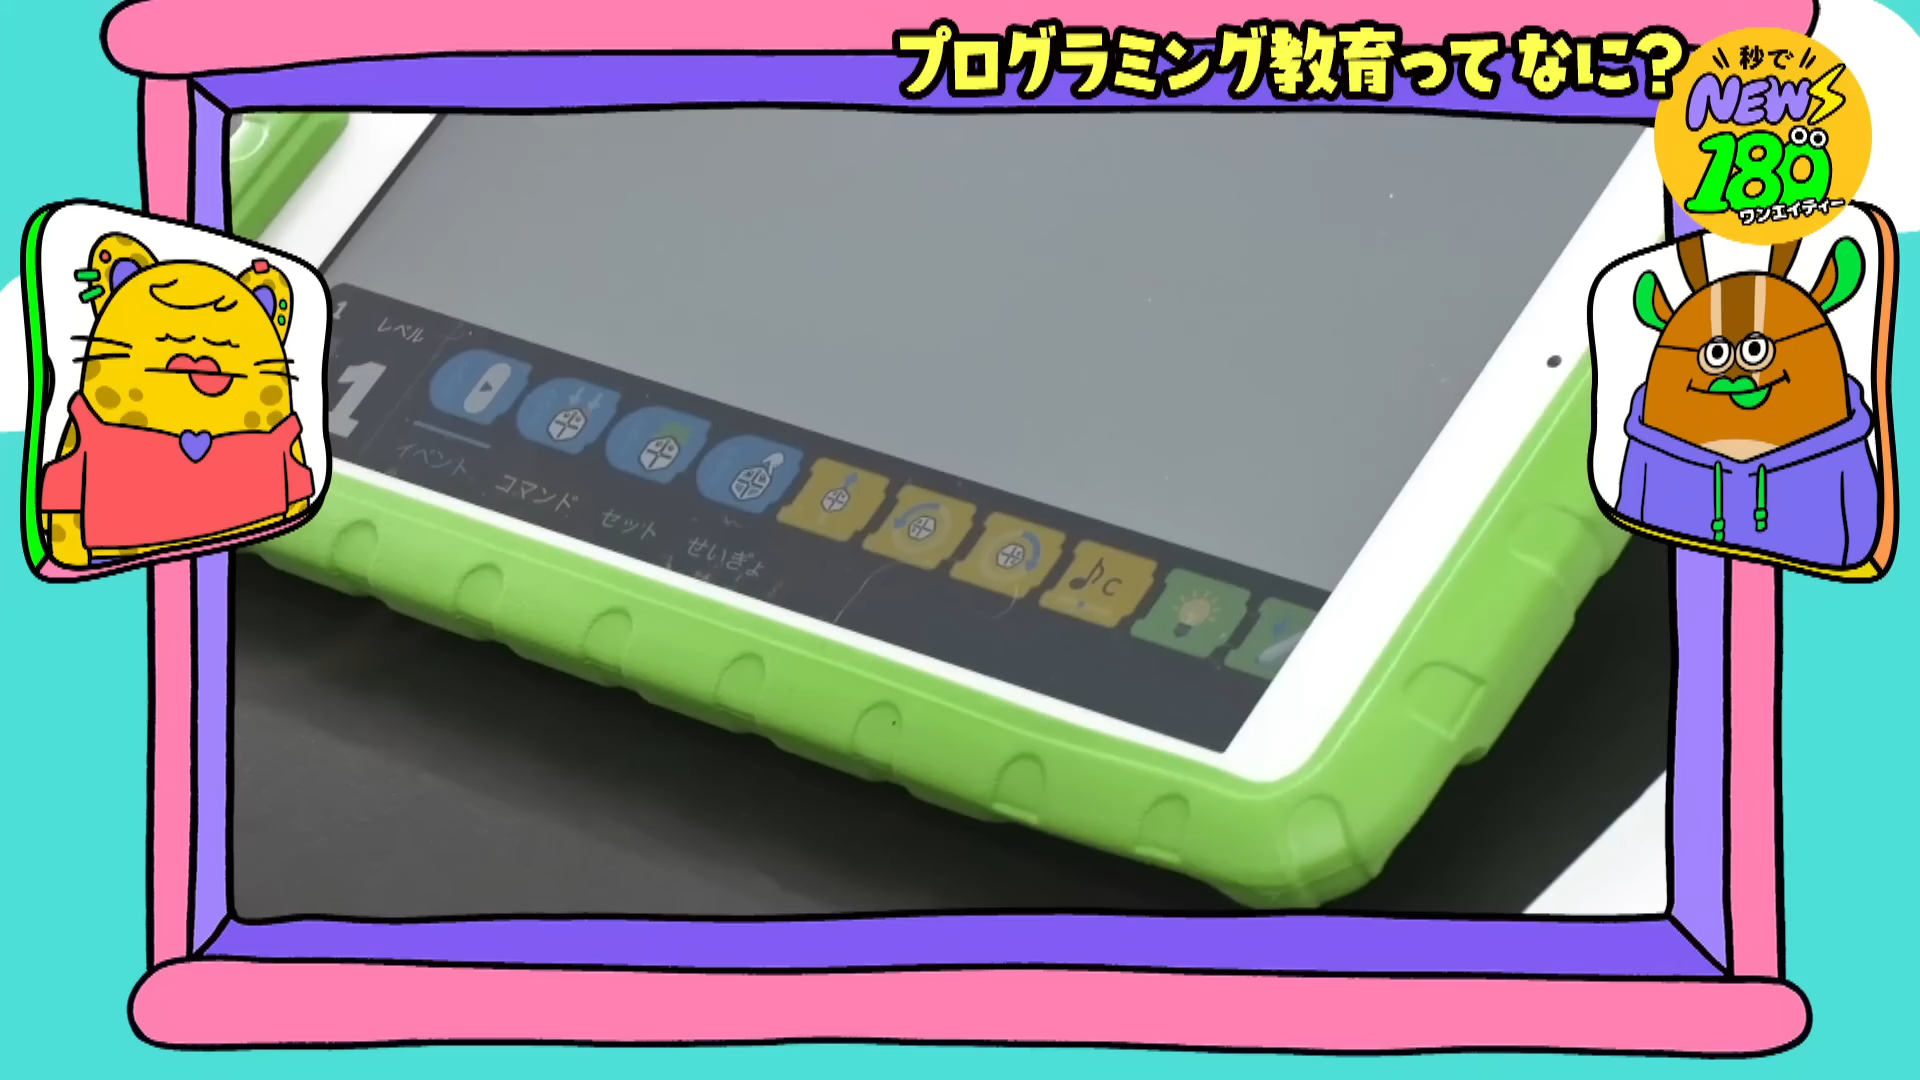 プログラミング教育ってなに?
秒で
NEWS
180
ワンエイティー
1
レベル
1
イベント
コマンド
セット
せいぎょ
C